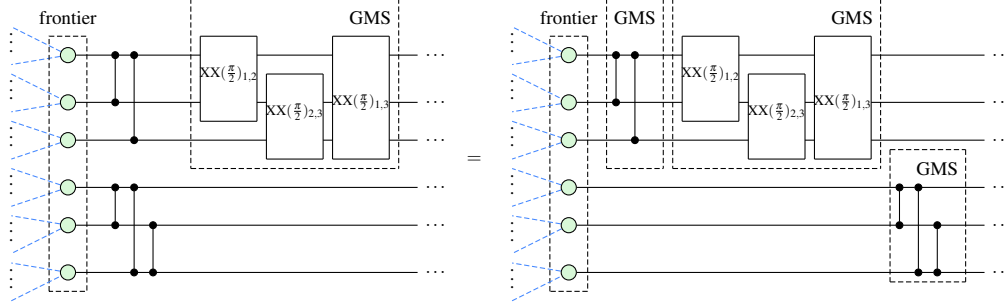 frontier GMS
XX(π/2)₁,₂
XX(π/2)₂,₃
XX(π/2)₁,₃
...
...
...
...
...
...
=
frontier GMS GMS
XX(π/2)₁,₂
XX(π/2)₂,₃
XX(π/2)₁,₃
...
...
...
GMS
...
...
...